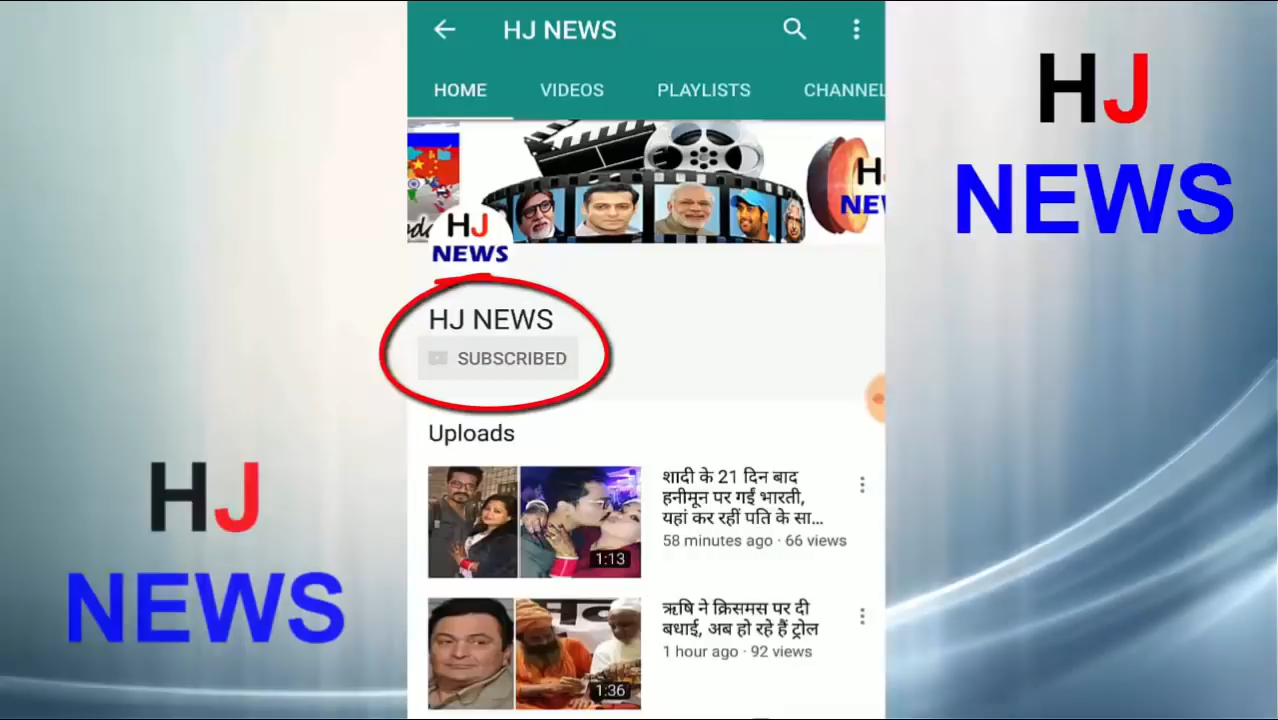 HJ NEWS
HOME VIDEOS PLAYLISTS CHANNEL
HJ
NEWS
HJ
NEWS
HJ NEWS
SUBSCRIBED
Uploads
शादी के 21 दिन बाद
हनीमून पर गईं भारती,
यहां कर रहीं पति के सा...
58 minutes ago · 66 views
1:13
ऋषि ने क्रिसमस पर दी
बधाई, अब हो रहे हैं ट्रोल
1 hour ago · 92 views
1:36
HJ
NEWS